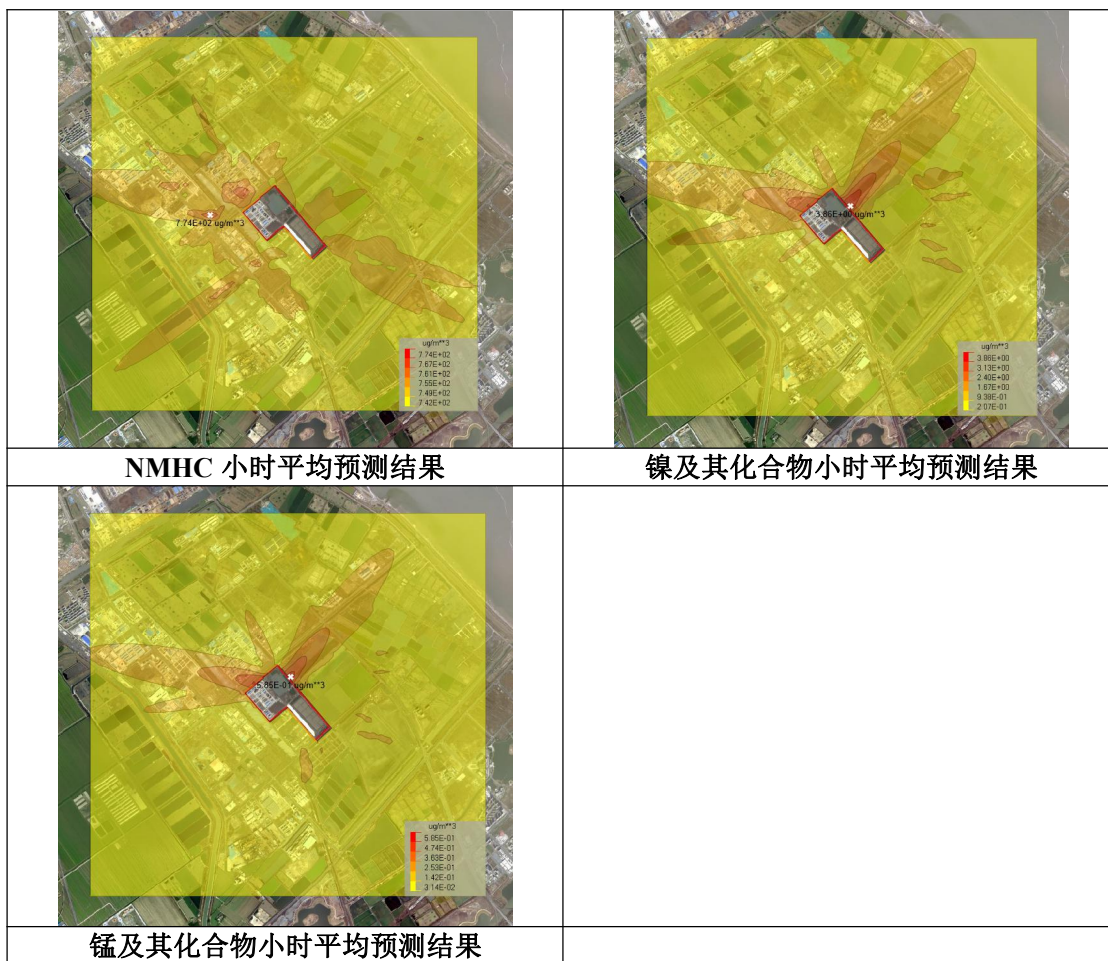 7.74E+02 ug/m**3
ug/m**3
7.74E+02
7.67E+02
7.61E+02
7.55E+02
7.49E+02
7.42E+02
3.86E+00 ug/m**3
ug/m**3
3.86E+00
3.13E+00
2.40E+00
1.67E+00
9.38E-01
2.07E-01
NMHC 小时平均预测结果
镍及其化合物小时平均预测结果
5.85E-01 ug/m**3
ug/m**3
5.85E-01
4.74E-01
3.63E-01
2.53E-01
1.42E-01
3.14E-02
锰及其化合物小时平均预测结果